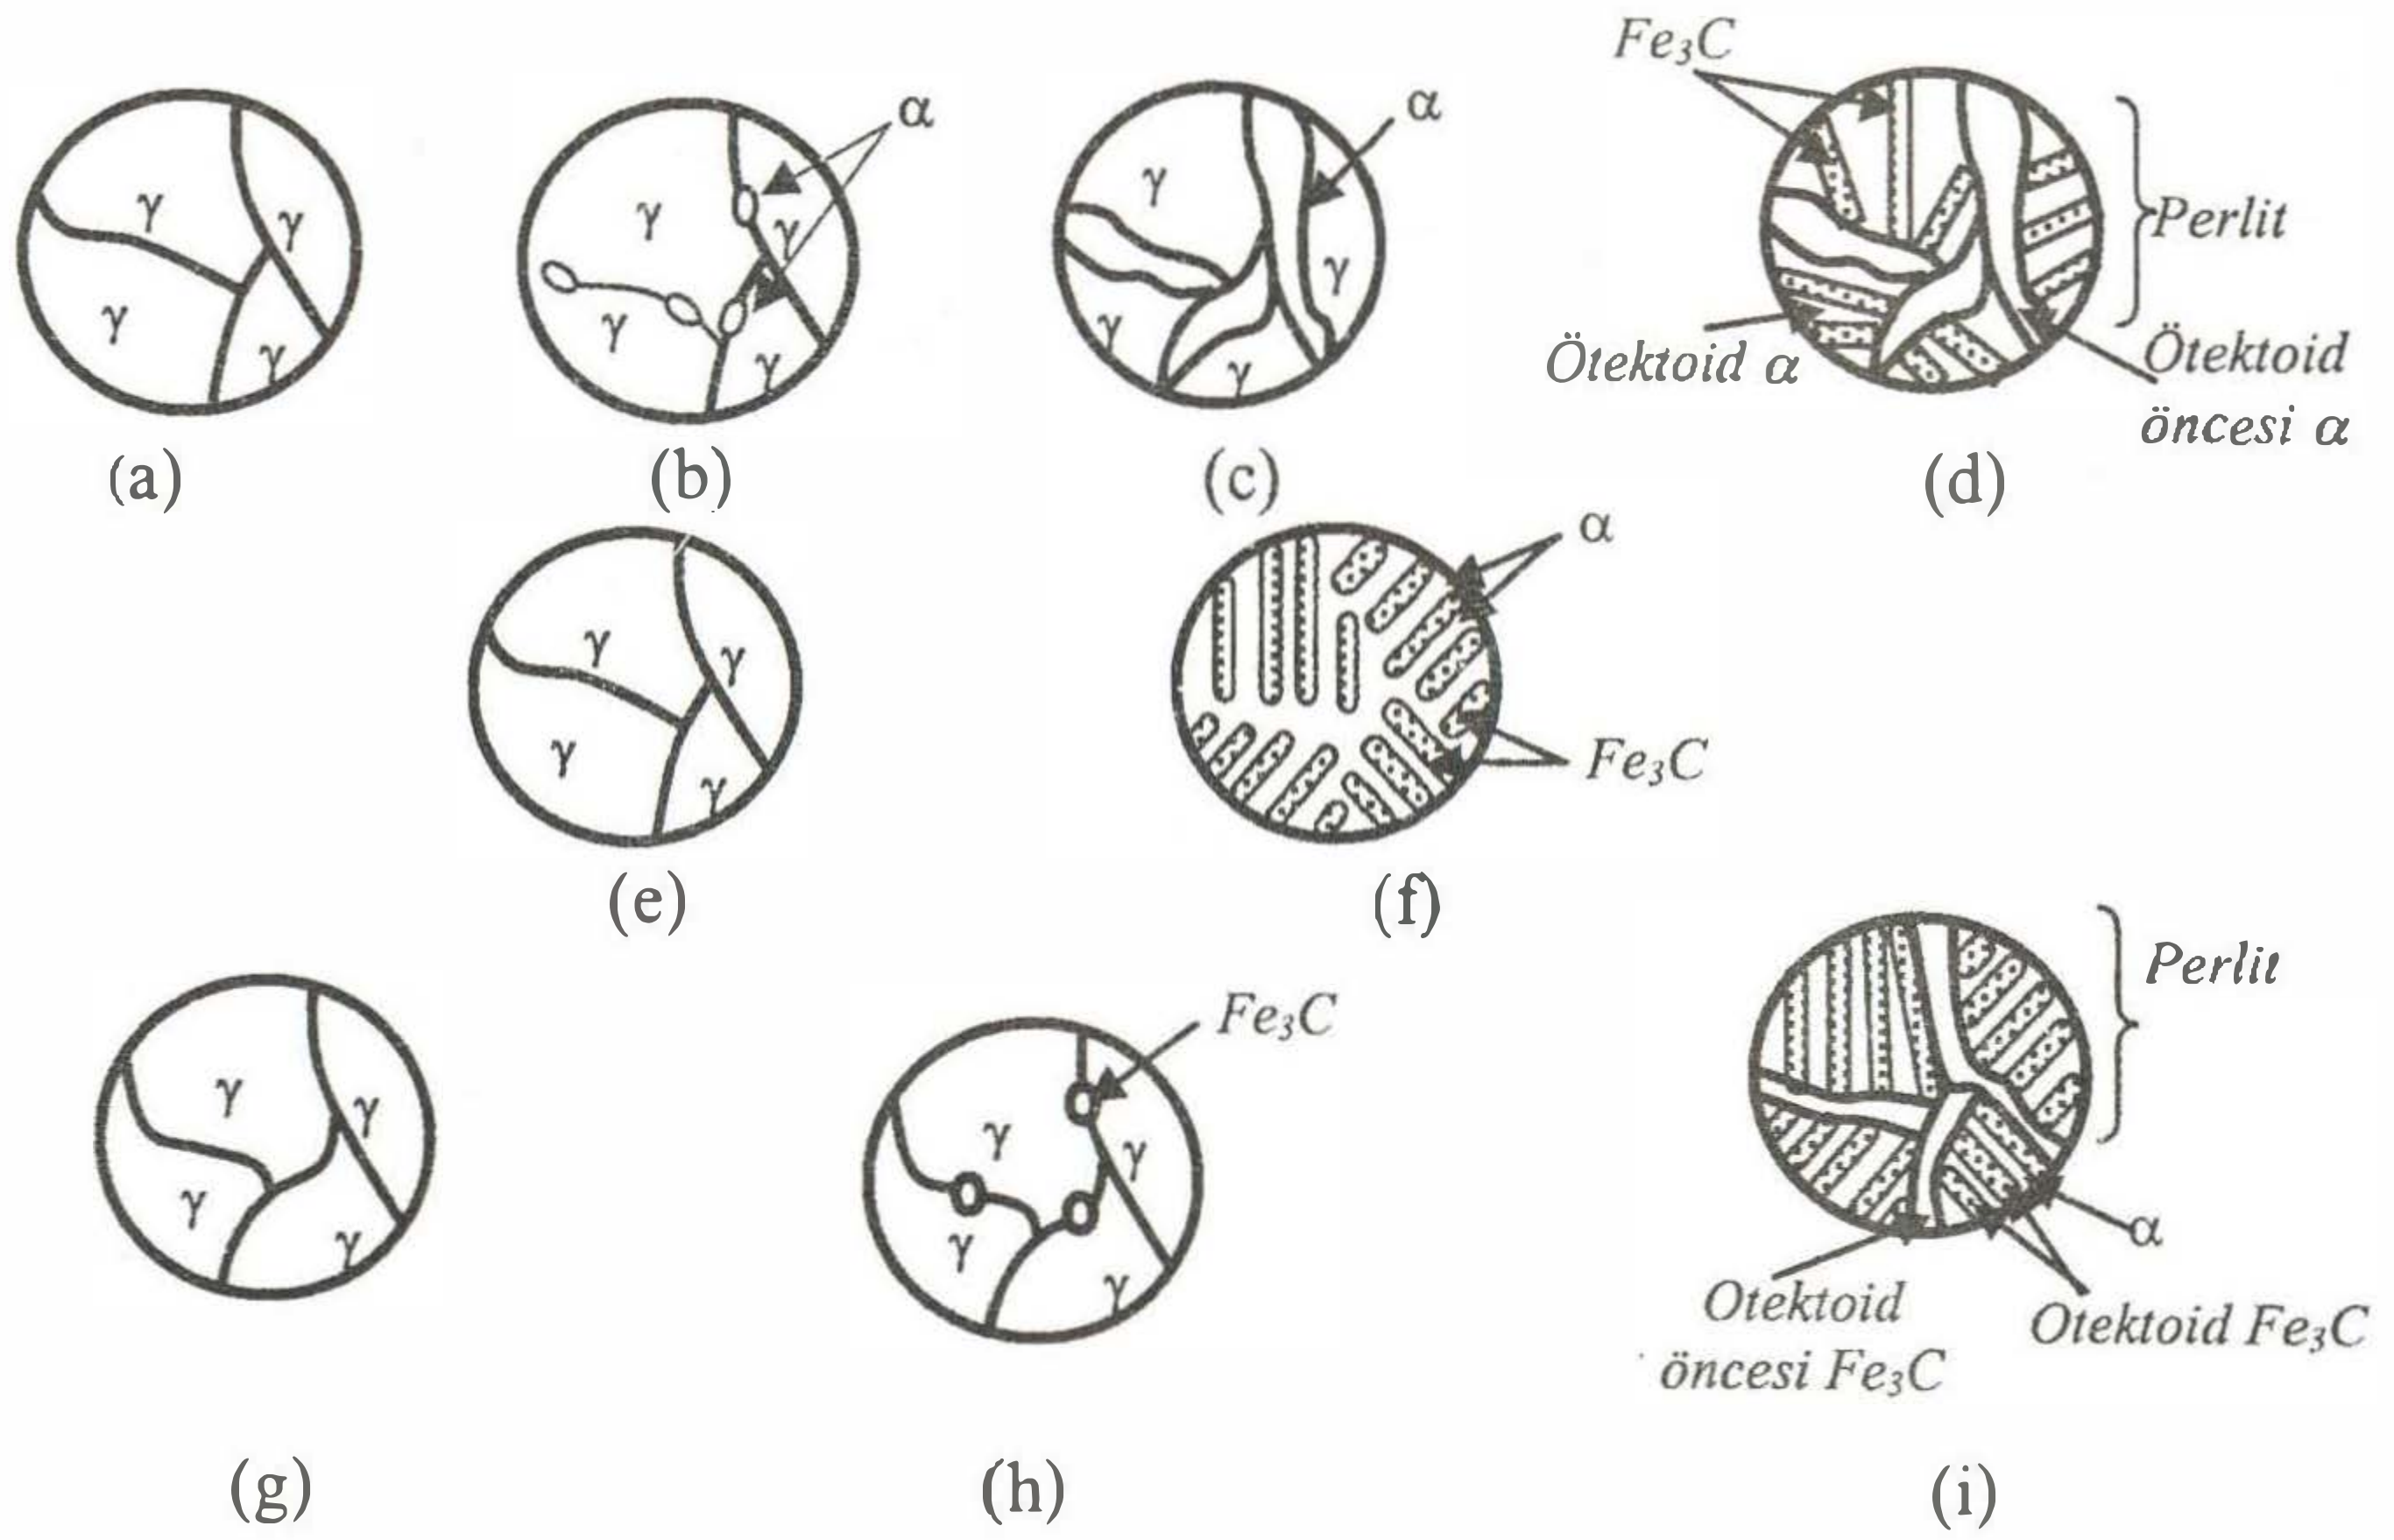 Fe₃C
α
α
γ
γ
γ
γ
γ
γ
γ
γ
γ
γ
γ
γ
Perlit
Ötektoid α
Ötektoid
öncesi α
(a)
(b)
(c)
(d)
α
γ
γ
γ
γ
Fe₃C
(e)
(f)
Perlit
Fe₃C
γ
γ
γ
γ
γ
γ
γ
γ
α
Otektoid
öncesi Fe₃C
Otektoid Fe₃C
(g)
(h)
(i)